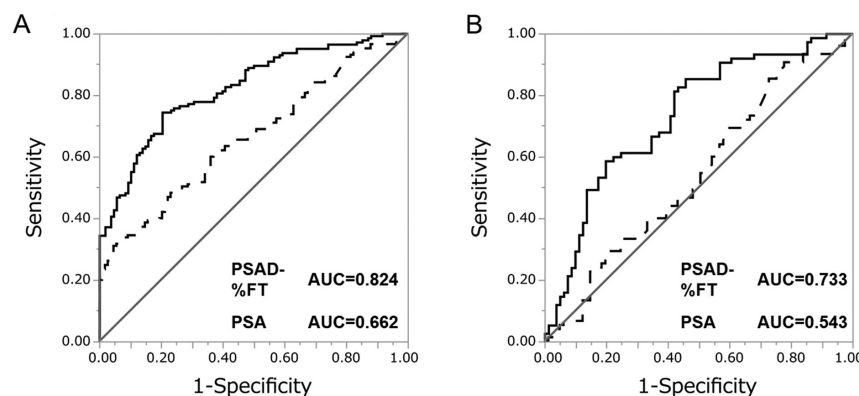 A
1.00
0.80
0.60
0.40
0.20
0.00
Sensitivity
PSAD-
%FT AUC=0.824
PSA AUC=0.662
0.00 0.20 0.40 0.60 0.80 1.00
1-Specificity
B
1.00
0.80
0.60
0.40
0.20
0.00
Sensitivity
PSAD-
%FT AUC=0.733
PSA AUC=0.543
0.00 0.20 0.40 0.60 0.80 1.00
1-Specificity